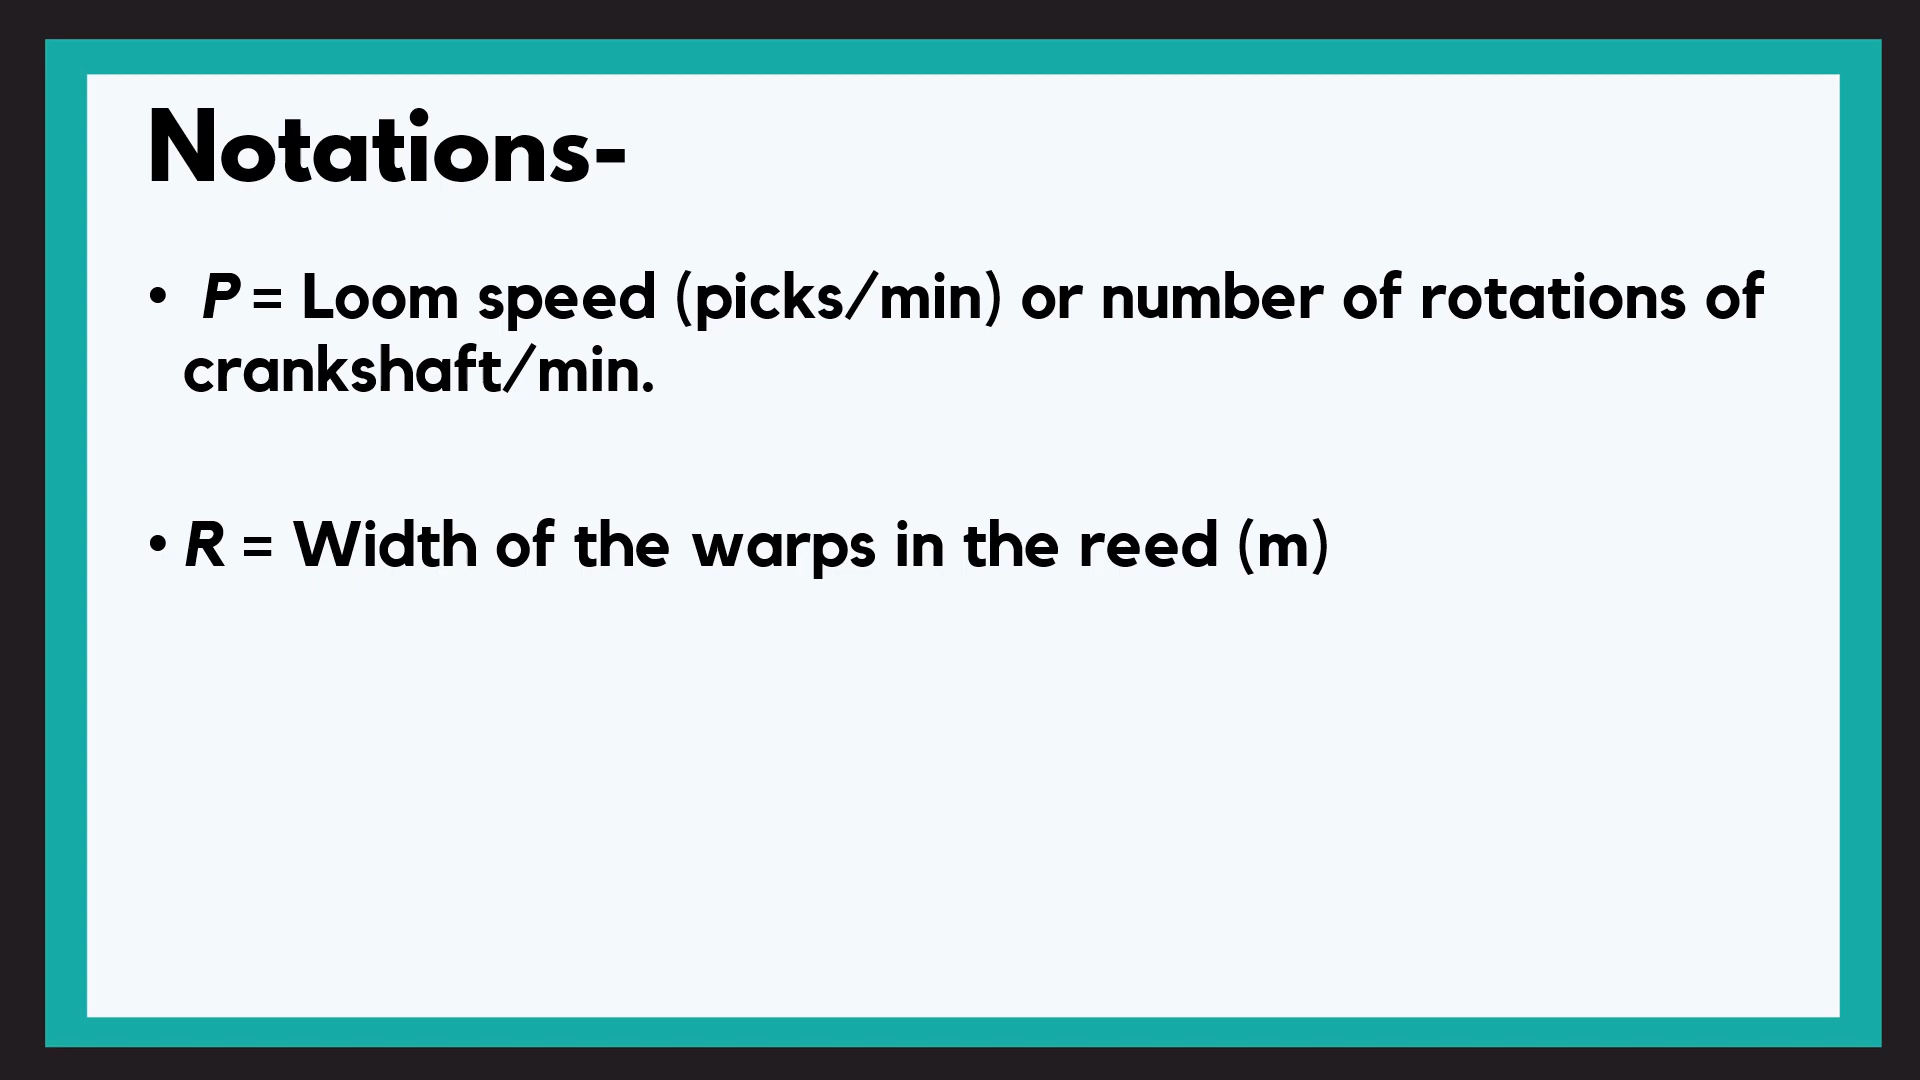 Notations-
• P = Loom speed (picks/min) or number of rotations of
crankshaft/min.
• R = Width of the warps in the reed (m)